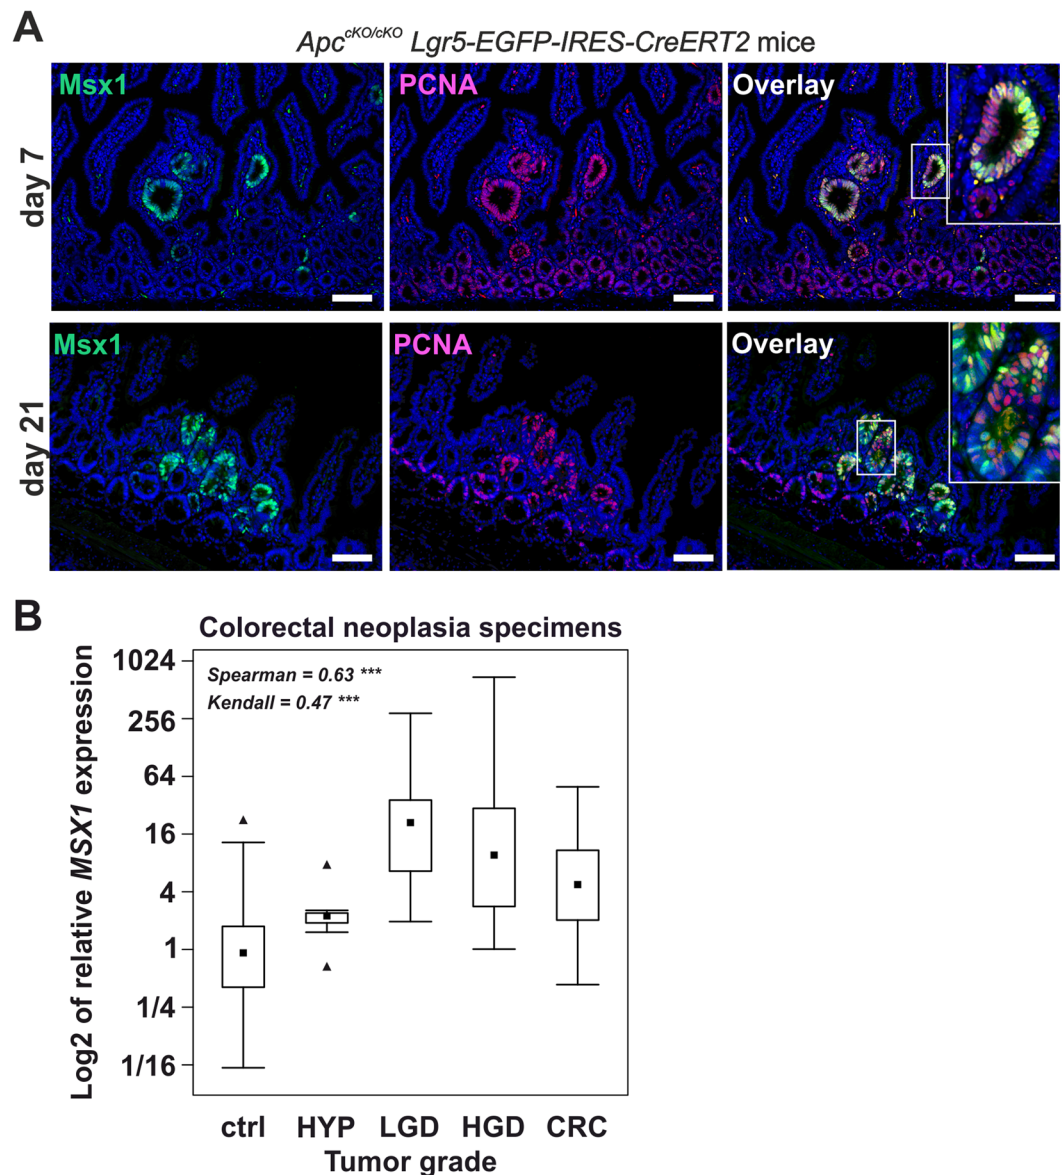 A
Apc^cKO/cKO Lgr5-EGFP-IRES-CreERT2 mice
Msx1
PCNA
Overlay
day 7
Msx1
PCNA
Overlay
day 21
B
Colorectal neoplasia specimens
Spearman = 0.63 ***
Kendall = 0.47 ***
Log2 of relative MSX1 expression
1024
256
64
16
4
1
1/4
1/16
ctrl HYP LGD HGD CRC
Tumor grade